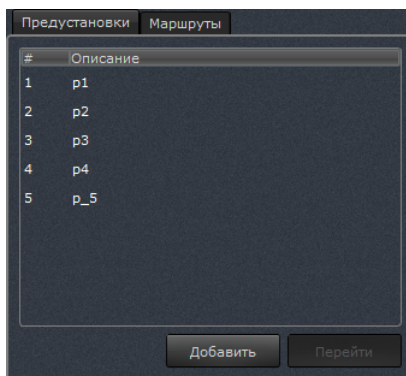 Предустановки Маршруты
# Описание
1 p1
2 p2
3 p3
4 p4
5 p_5
Добавить Перейти